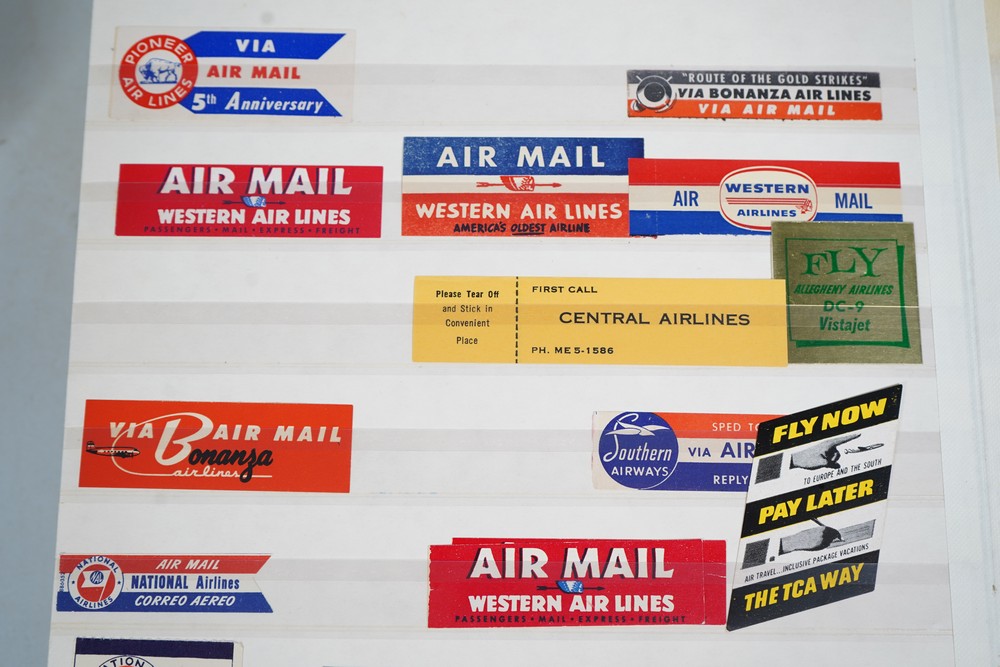 PIONEER AIR LINES
VIA
AIR MAIL
5th Anniversary
"ROUTE OF THE GOLD STRIKES"
VIA BONANZA AIR LINES
VIA AIR MAIL
AIR MAIL
WESTERN AIR LINES
PASSENGERS • MAIL • EXPRESS • FREIGHT
AIR MAIL
WESTERN AIR LINES
AMERICA'S OLDEST AIRLINE
AIR
WESTERN
AIRLINES
MAIL
FLY
ALLEGHENY AIRLINES
DC-9
Vistajet
Please Tear Off
and Stick in
Convenient
Place
FIRST CALL
CENTRAL AIRLINES
PH. ME 5-1586
VIA AIR MAIL
Bonanza
airlines
Southern
AIRWAYS
SPED TO
VIA AIR
REPLY
FLY NOW
TO EUROPE AND THE SOUTH
PAY LATER
AIR TRAVEL...INCLUSIVE PACKAGE VACATIONS
THE TCA WAY
NATIONAL
AIRLINES
AIR MAIL
NATIONAL Airlines
CORREO AEREO
AIR MAIL
WESTERN AIR LINES
PASSENGERS • MAIL • EXPRESS • FREIGHT